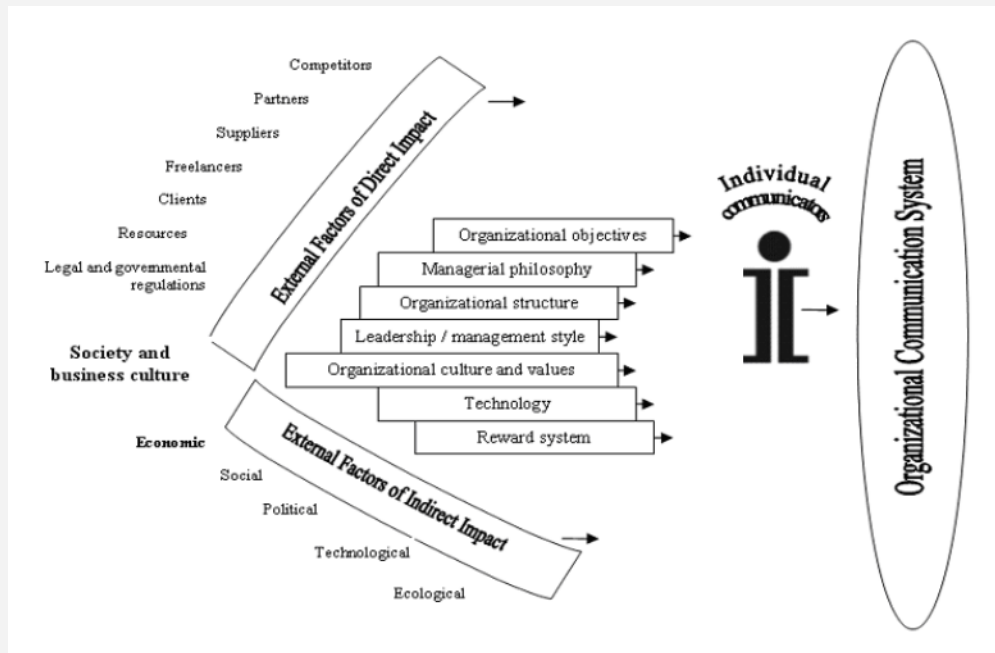 Competitors
Partners
Suppliers
Freelancers
Clients
Resources
Legal and governmental
regulations
External Factors of Direct Impact
Society and
business culture
Organizational objectives
Managerial philosophy
Organizational structure
Leadership / management style
Organizational culture and values
Technology
Reward system
Economic
Social
Political
Technological
Ecological
External Factors of Indirect Impact
Individual
communicators
Organizational Communication System